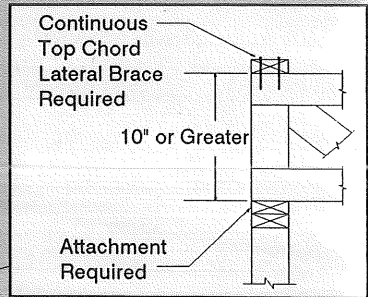 Continuous
Top Chord
Lateral Brace
Required
10" or Greater
Attachment
Required